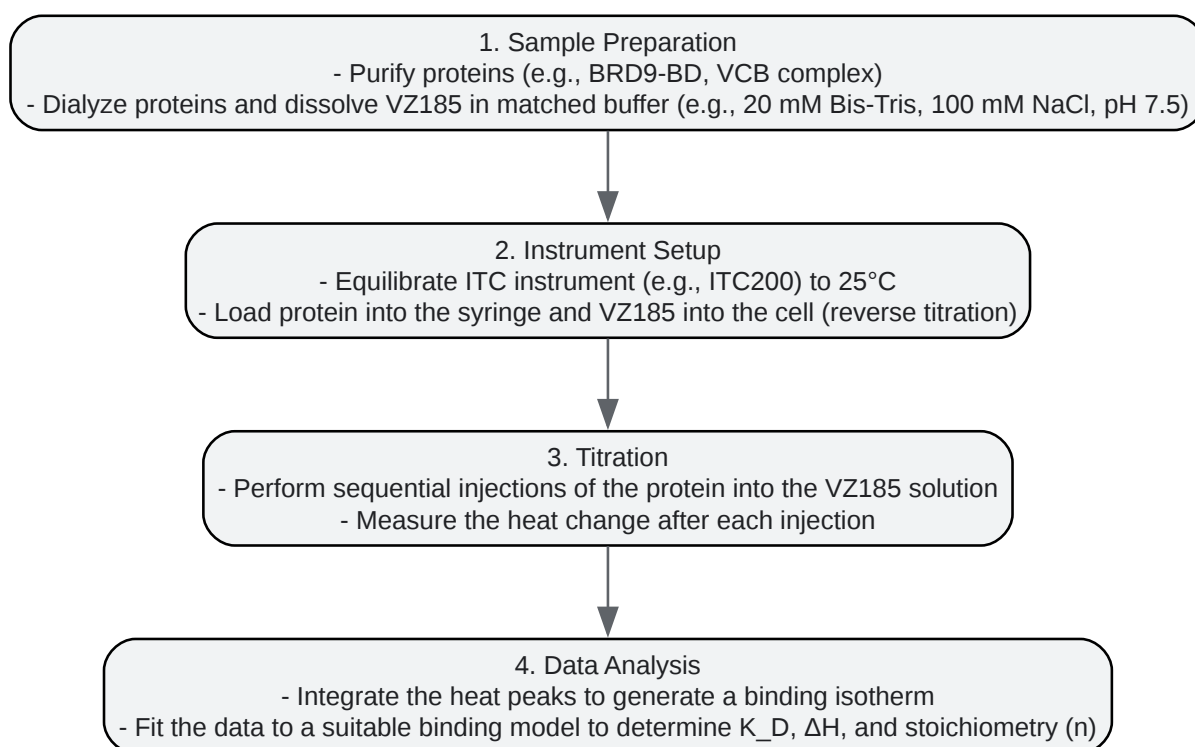 1. Sample Preparation
- Purify proteins (e.g., BRD9-BD, VCB complex)
- Dialyze proteins and dissolve VZ185 in matched buffer (e.g., 20 mM Bis-Tris, 100 mM NaCl, pH 7.5)
2. Instrument Setup
- Equilibrate ITC instrument (e.g., ITC200) to 25°C
- Load protein into the syringe and VZ185 into the cell (reverse titration)
3. Titration
- Perform sequential injections of the protein into the VZ185 solution
- Measure the heat change after each injection
4. Data Analysis
- Integrate the heat peaks to generate a binding isotherm
- Fit the data to a suitable binding model to determine K_D, ΔH, and stoichiometry (n)